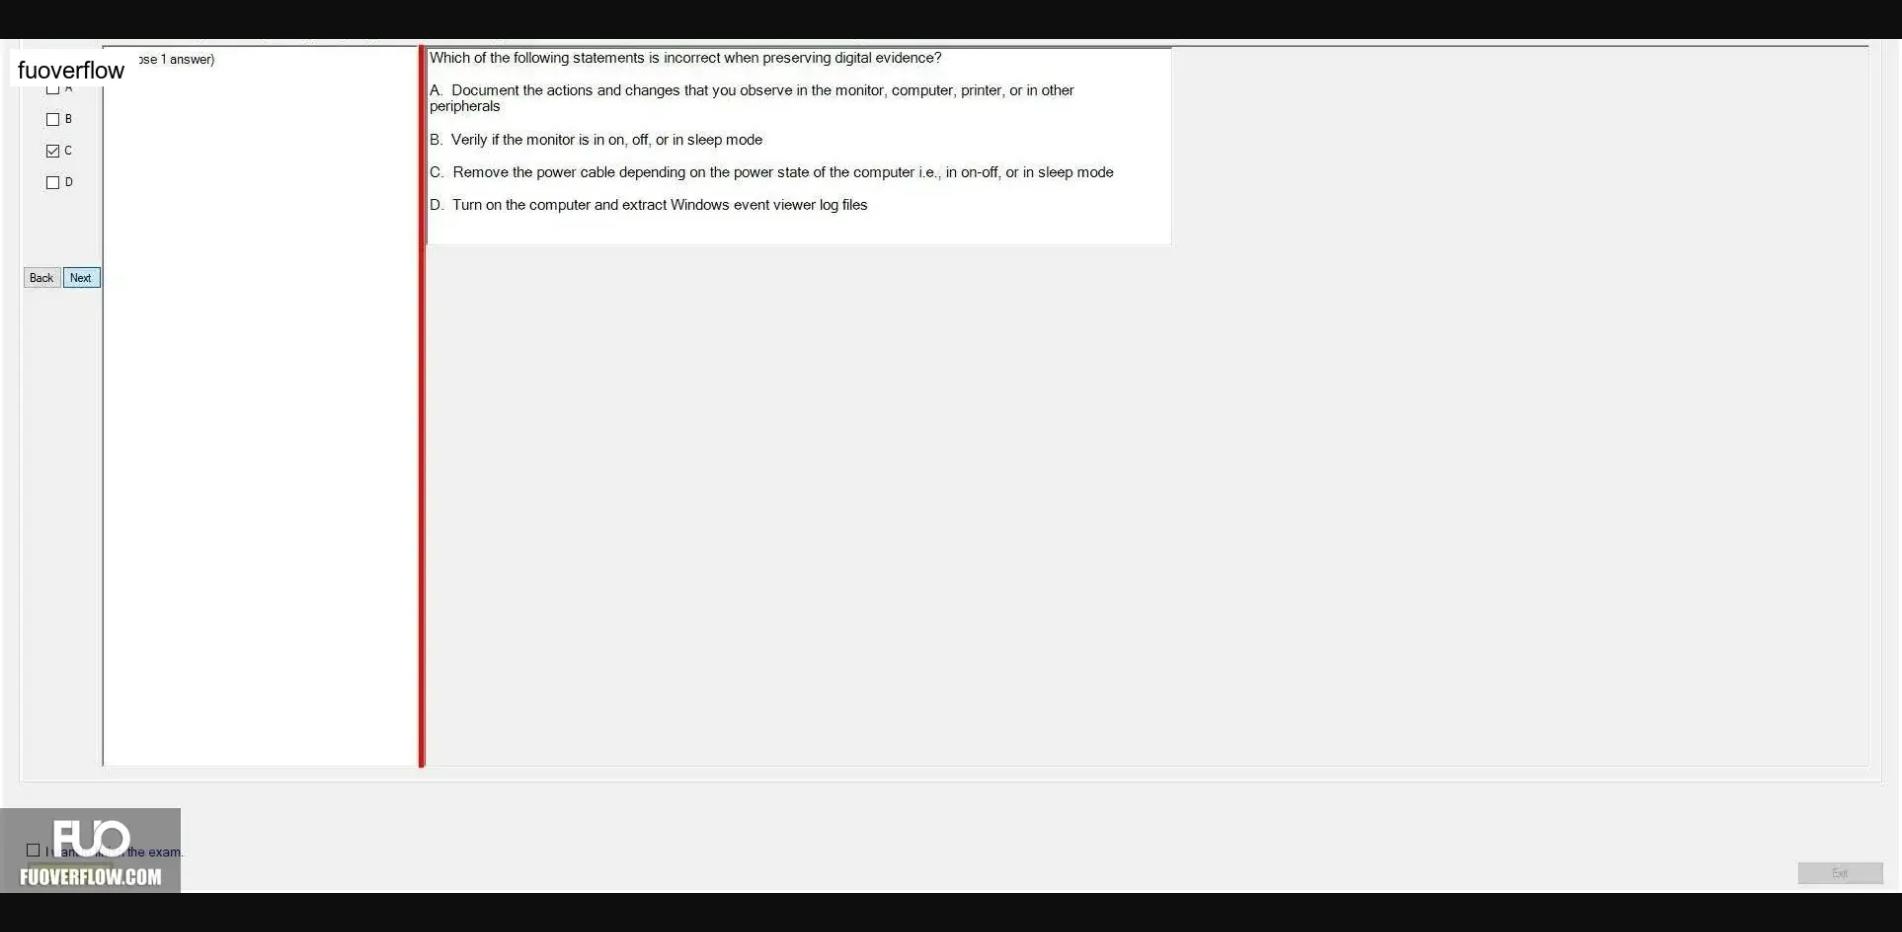 fuoverflow
ose 1 answer)
A
B
C
D
Back Next
Which of the following statements is incorrect when preserving digital evidence?
A. Document the actions and changes that you observe in the monitor, computer, printer, or in other
peripherals
B. Verily if the monitor is in on, off, or in sleep mode
C. Remove the power cable depending on the power state of the computer i.e., in on-off, or in sleep mode
D. Turn on the computer and extract Windows event viewer log files
FUO
I the exam.
FUOVERFLOW.COM
Exit